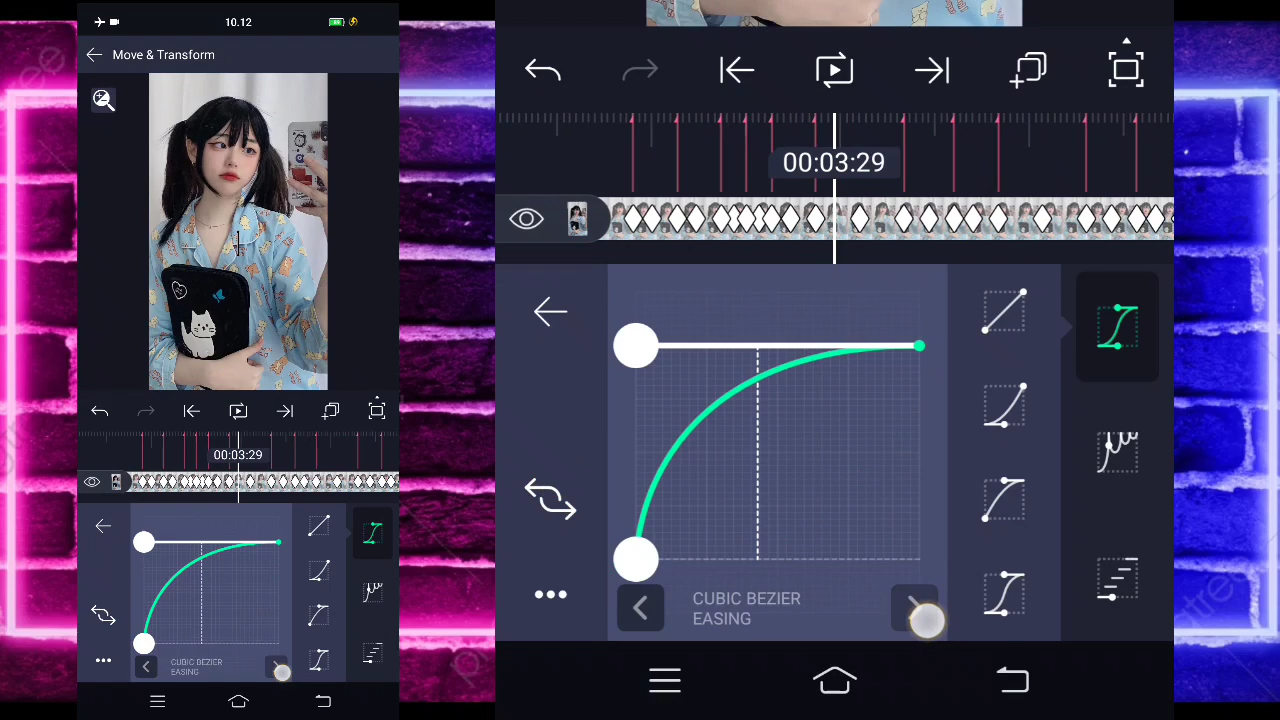 10.12
Move & Transform
00:03:29
CUBIC BEZIER
EASING
00:03:29
CUBIC BEZIER
EASING